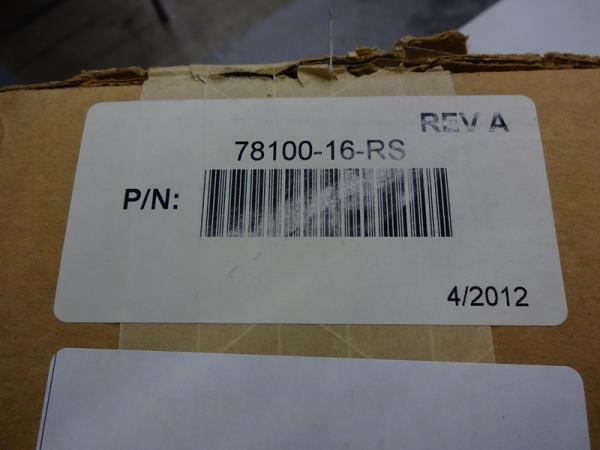 REV A
78100-16-RS
P/N:
4/2012